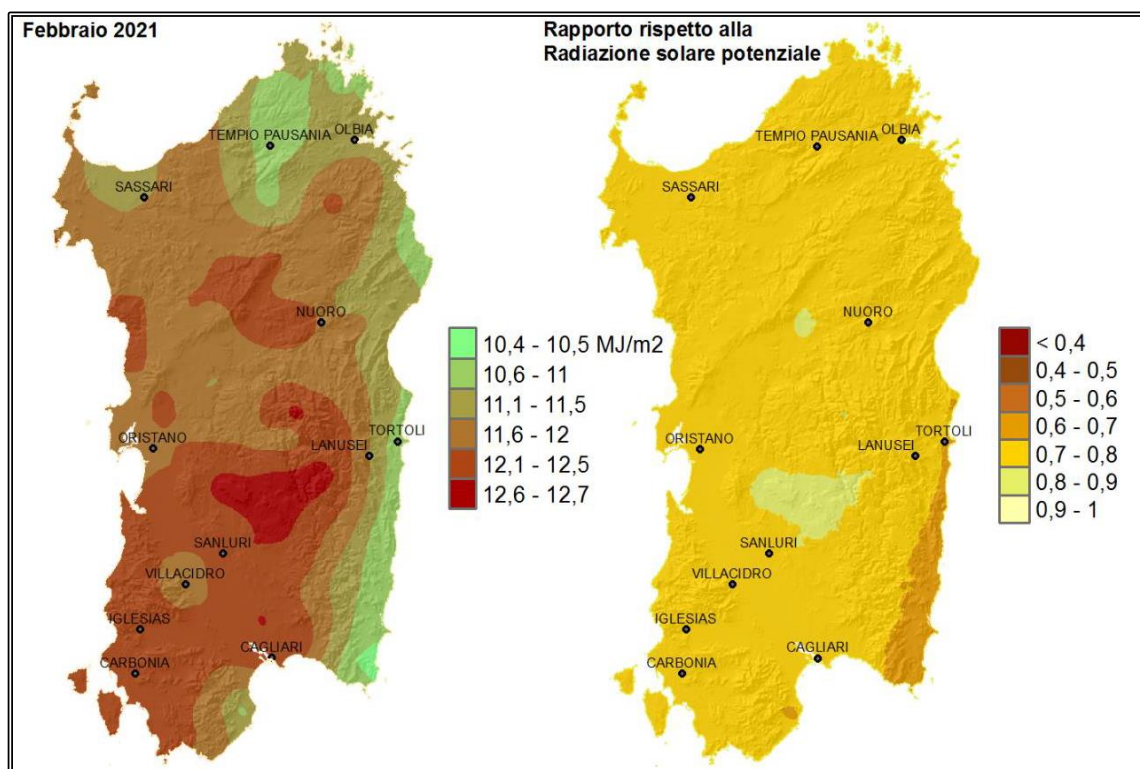 Febbraio 2021
TEMPIO PAUSANIA
OLBIA
SASSARI
NUORO
ORISTANO
LANUSEI
TORTOLI
SANLURI
VILLACIDRO
IGLESIAS
CARBONIA
CAGLIARI
10,4 - 10,5 MJ/m2
10,6 - 11
11,1 - 11,5
11,6 - 12
12,1 - 12,5
12,6 - 12,7
Rapporto rispetto alla
Radiazione solare potenziale
TEMPIO PAUSANIA
OLBIA
SASSARI
NUORO
ORISTANO
LANUSEI
TORTOLI
SANLURI
VILLACIDRO
IGLESIAS
CARBONIA
CAGLIARI
< 0,4
0,4 - 0,5
0,5 - 0,6
0,6 - 0,7
0,7 - 0,8
0,8 - 0,9
0,9 - 1